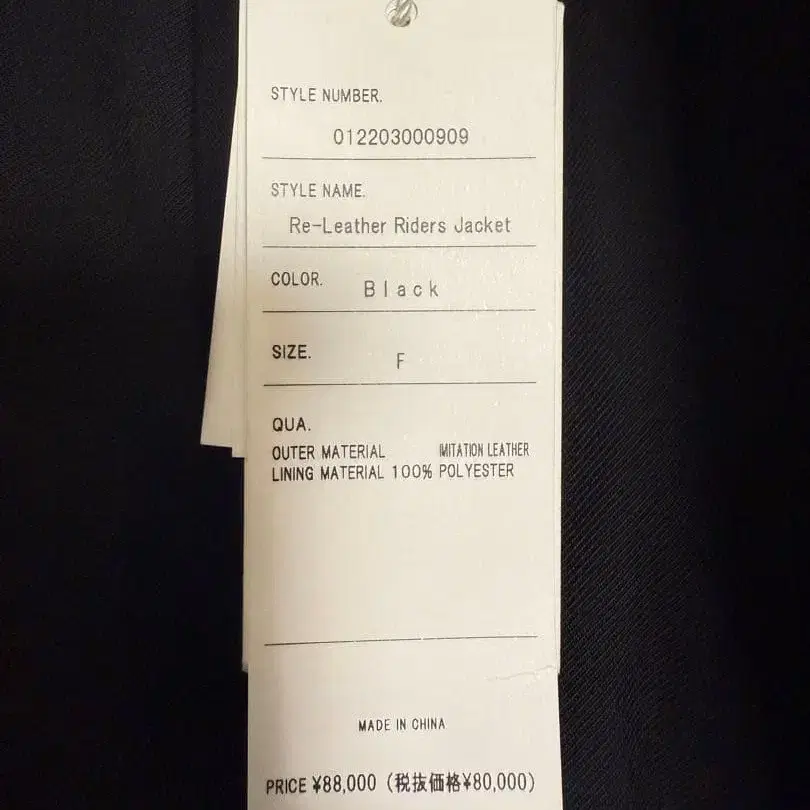 STYLE NUMBER.
012203000909
STYLE NAME.
Re-Leather Riders Jacket
COLOR.
Black
SIZE.
F
QUA.
OUTER MATERIAL IMITATION LEATHER
LINING MATERIAL 100% POLYESTER
MADE IN CHINA
PRICE ¥88,000 (税抜価格¥80,000)